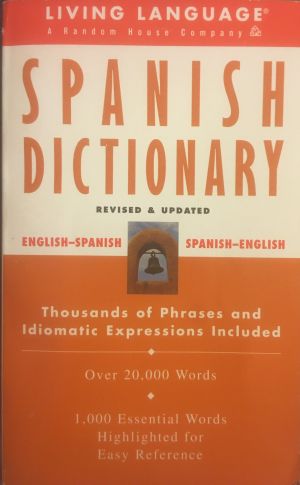 LIVING LANGUAGE®
A Random House Company
SPANISH
DICTIONARY
REVISED & UPDATED
ENGLISH–SPANISH SPANISH–ENGLISH
Thousands of Phrases and
Idiomatic Expressions Included
Over 20,000 Words
1,000 Essential Words
Highlighted for
Easy Reference